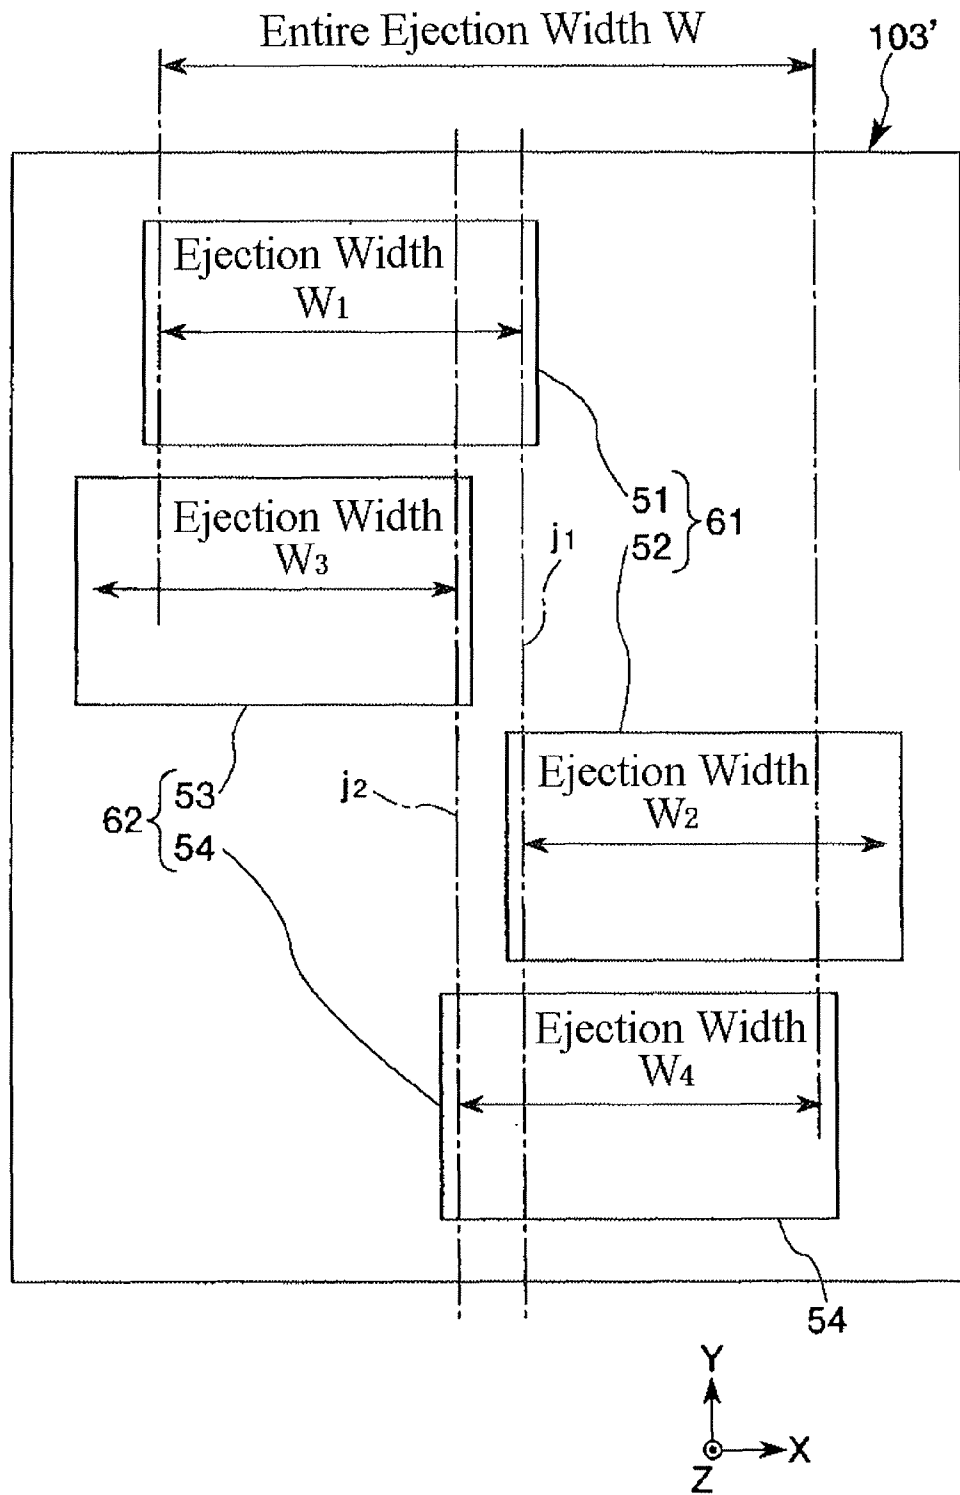 Entire Ejection Width W
103'
Ejection Width
W1
51
52
61
j1
Ejection Width
W3
53
54
62
j2
Ejection Width
W2
Ejection Width
W4
54
Y
X
Z